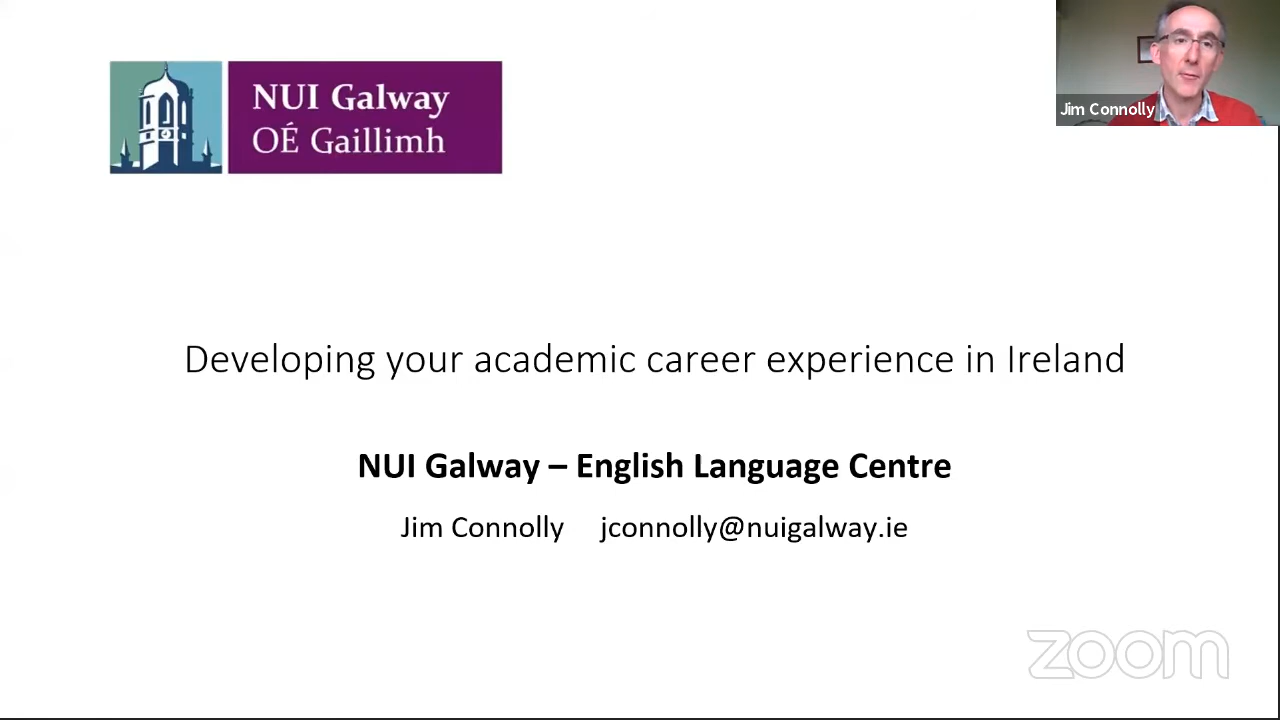 NUI Galway
OÉ Gaillimh
Jim Connolly
Developing your academic career experience in Ireland
NUI Galway – English Language Centre
Jim Connolly jconnolly@nuigalway.ie
zoom